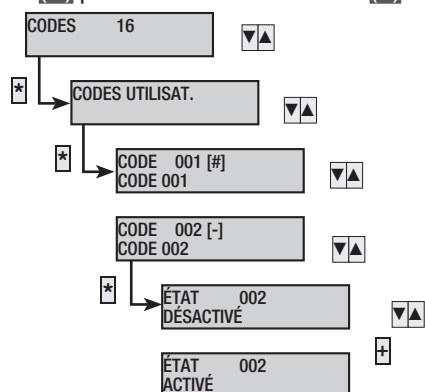 CODES 16
▼▲
*
CODES UTILISAT.
▼▲
*
CODE 001 [#]
CODE 001
▼▲
CODE 002 [-]
CODE 002
▼▲
*
ÉTAT 002
DÉSACTIVÉ
▼▲
+
ÉTAT 002
ACTIVÉ